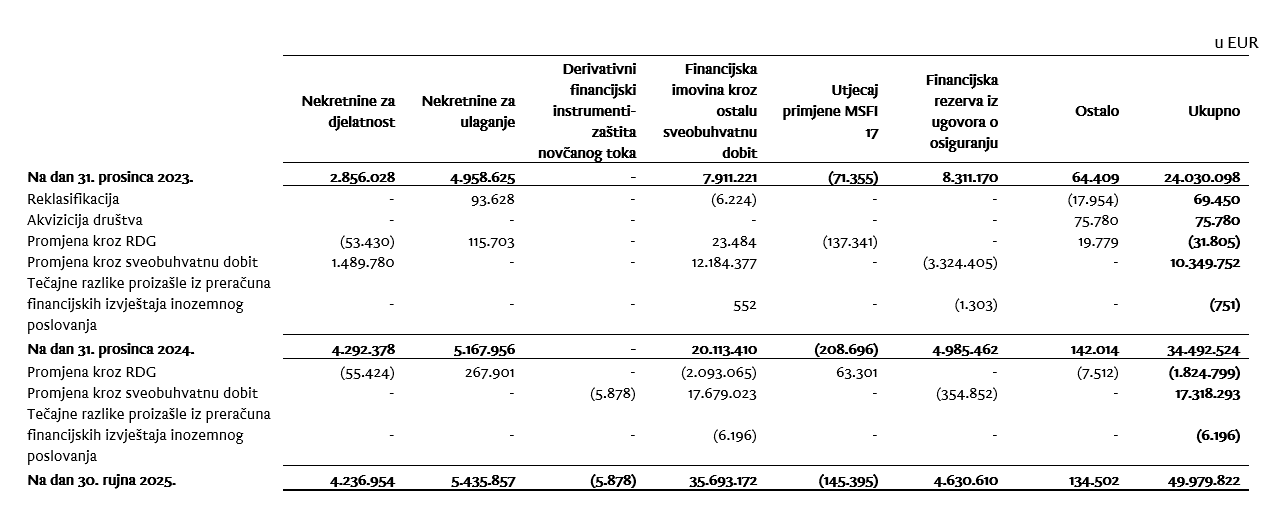 u EUR
Nekretnine za djelatnost | Nekretnine za ulaganje | Derivativni financijski instrumenti- zaštita novčanog toka | Financijska imovina kroz ostalu sveobuhvatnu dobit | Utjecaj primjene MSFI 17 | Financijska rezerva iz ugovora o osiguranju | Ostalo | Ukupno
Na dan 31. prosinca 2023. 2.856.028 4.958.625 - 7.911.221 (71.355) 8.311.170 64.409 24.030.098
Reklasifikacija - 93.628 - (6.224) - - (17.954) 69.450
Akvizicija društva - - - - - - 75.780 75.780
Promjena kroz RDG (53.430) 115.703 - 23.484 (137.341) - 19.779 (31.805)
Promjena kroz sveobuhvatnu dobit 1.489.780 - - 12.184.377 - (3.324.405) - 10.349.752
Tečajne razlike proizašle iz preračuna
financijskih izvještaja inozemnog - - - 552 - (1.303) - (751)
poslovanja
Na dan 31. prosinca 2024. 4.292.378 5.167.956 - 20.113.410 (208.696) 4.985.462 142.014 34.492.524
Promjena kroz RDG (55.424) 267.901 - (2.093.065) 63.301 (7.512) (1.824.799)
Promjena kroz sveobuhvatnu dobit - - (5.878) 17.679.023 - (354.852) - 17.318.293
Tečajne razlike proizašle iz preračuna
financijskih izvještaja inozemnog - - - (6.196) - - - (6.196)
poslovanja
Na dan 30. rujna 2025. 4.236.954 5.435.857 (5.878) 35.693.172 (145.395) 4.630.610 134.502 49.979.822